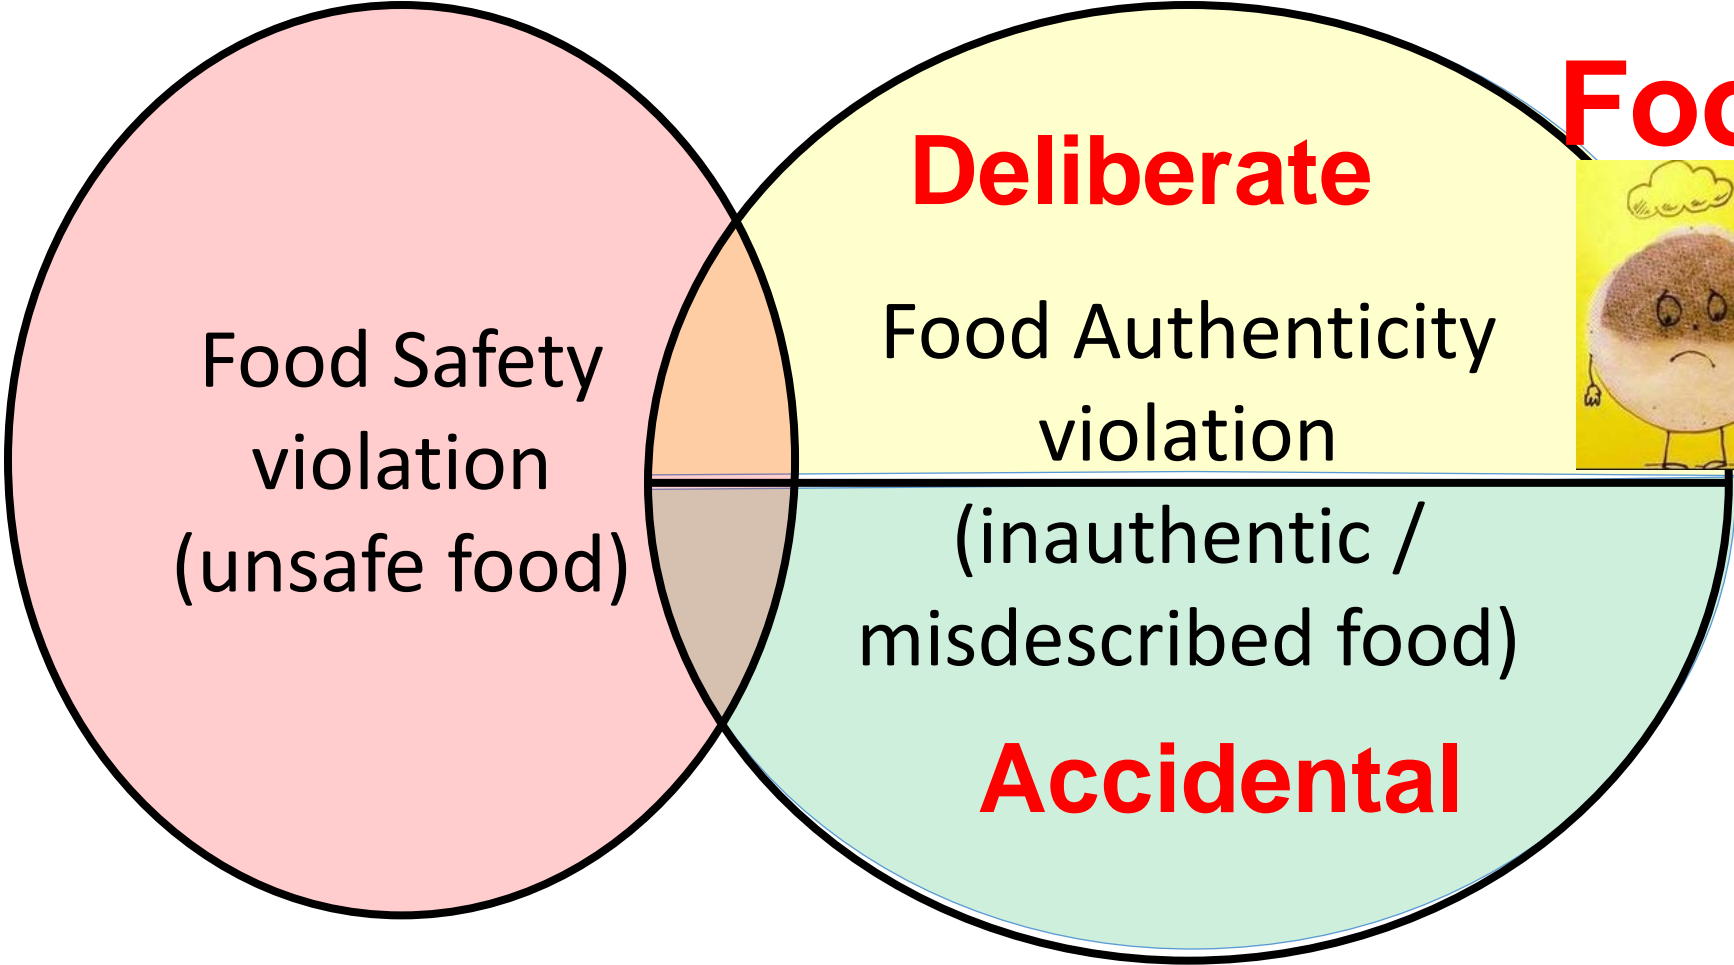 Food Safety
violation
(unsafe food)
Deliberate
Food Authenticity
violation
(inauthentic /
misdescribed food)
Accidental